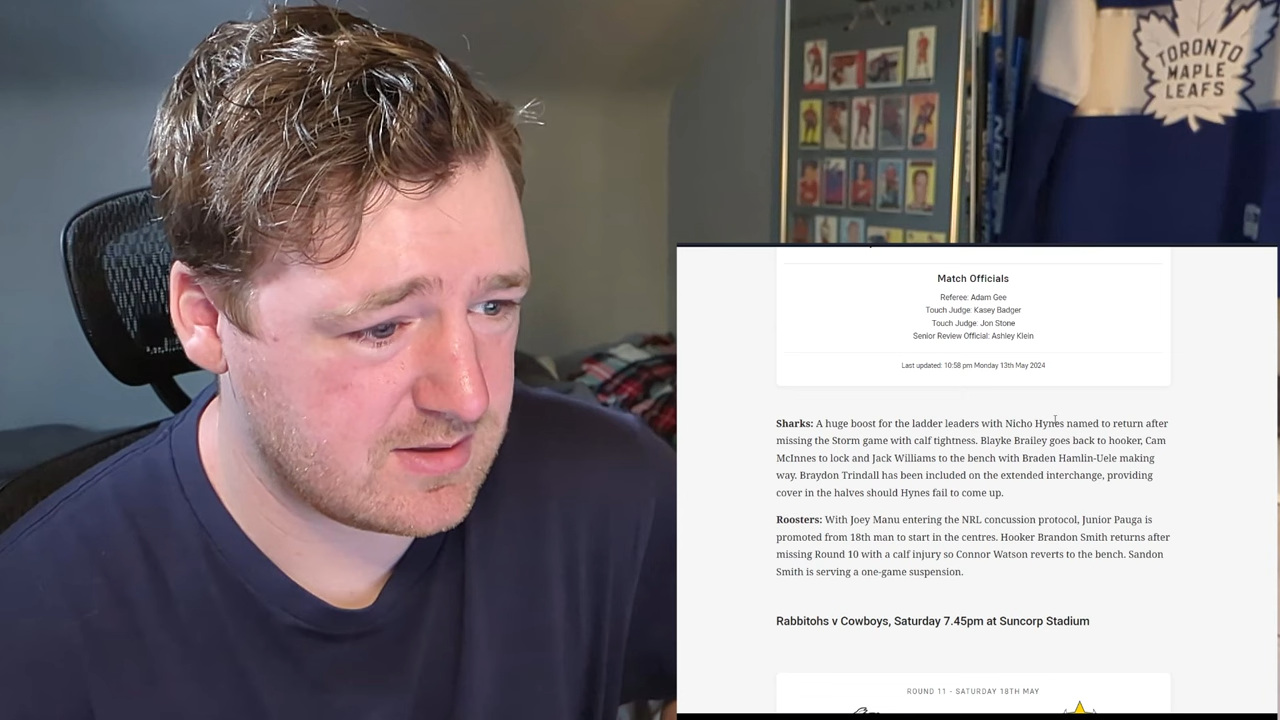 TORONTO
MAPLE
LEAFS
Match Officials
Referee: Adam Gee
Touch Judge: Kasey Badger
Touch Judge: Jon Stone
Senior Review Official: Ashley Klein
Last updated: 10:58 pm Monday 13th May 2024
Sharks: A huge boost for the ladder leaders with Nicho Hynes named to return after
missing the Storm game with calf tightness. Blayke Brailey goes back to hooker, Cam
McInnes to lock and Jack Williams to the bench with Braden Hamlin-Uele making
way. Braydon Trindall has been included on the extended interchange, providing
cover in the halves should Hynes fail to come up.
Roosters: With Joey Manu entering the NRL concussion protocol, Junior Pauga is
promoted from 18th man to start in the centres. Hooker Brandon Smith returns after
missing Round 10 with a calf injury so Connor Watson reverts to the bench. Sandon
Smith is serving a one-game suspension.
Rabbitohs v Cowboys, Saturday 7.45pm at Suncorp Stadium
ROUND 11 - SATURDAY 18TH MAY